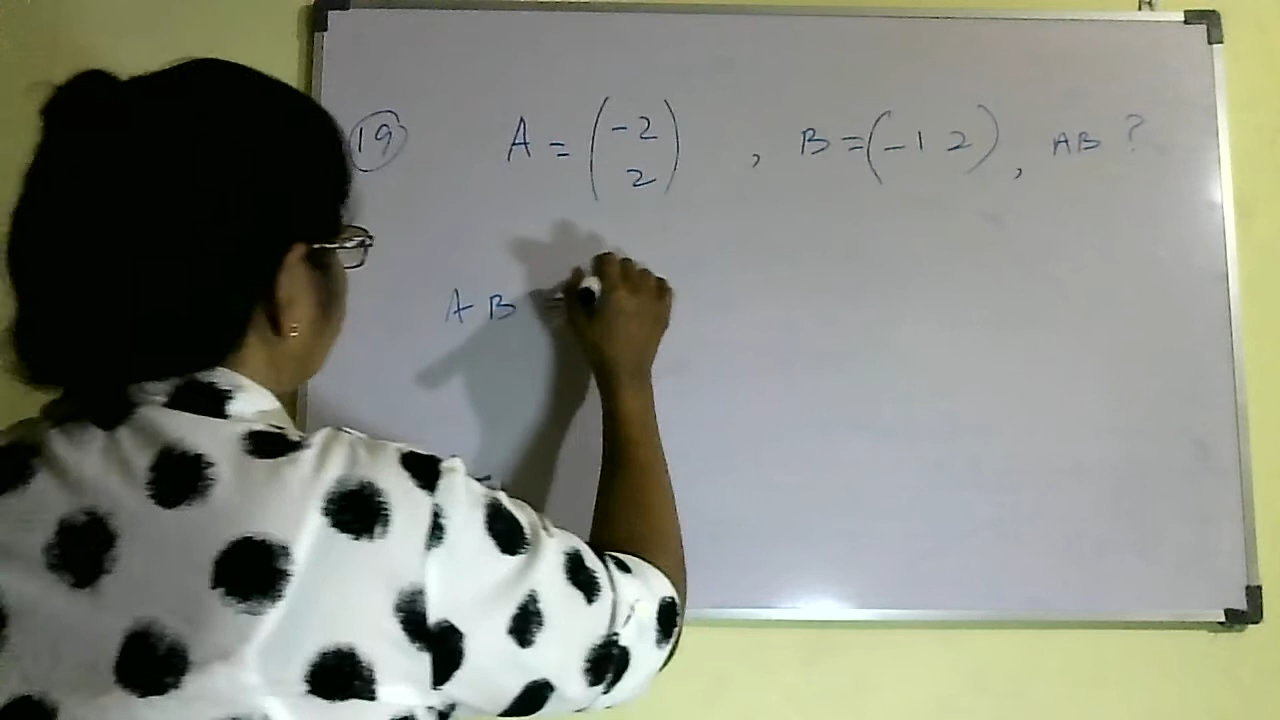 (19) A = (-2 2) , B = (-1 2) , AB ?
A B =